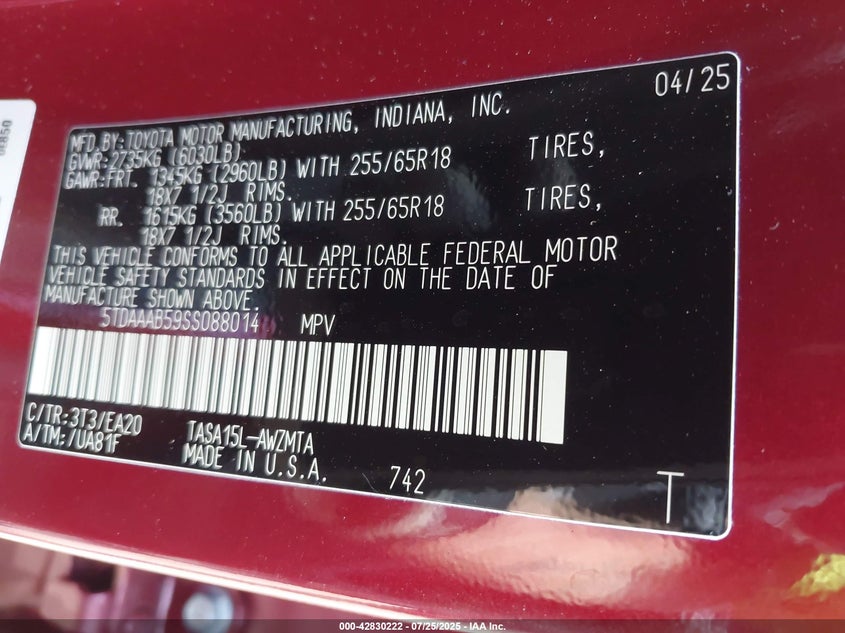 04/25
MFD.BY:TOYOTA MOTOR MANUFACTURING, INDIANA, INC.
GVWR:2735KG (6030LB)
GAWR:FRT. 1345KG (2960LB) WITH 255/65R18 TIRES,
18X7 1/2J RIMS.
RR. 1615KG (3560LB) WITH 255/65R18 TIRES,
18X7 1/2J RIMS.
THIS VEHICLE CONFORMS TO ALL APPLICABLE FEDERAL MOTOR
VEHICLE SAFETY STANDARDS IN EFFECT ON THE DATE OF
MANUFACTURE SHOWN ABOVE.
5TDAAAB59SS088014 MPV
C/TR:3T3/EA20 TASA15L-AWZMTA
A/TM:/UA81F MADE IN U.S.A. 742 T
000-42830222 - 07/25/2025 - IAA Inc.